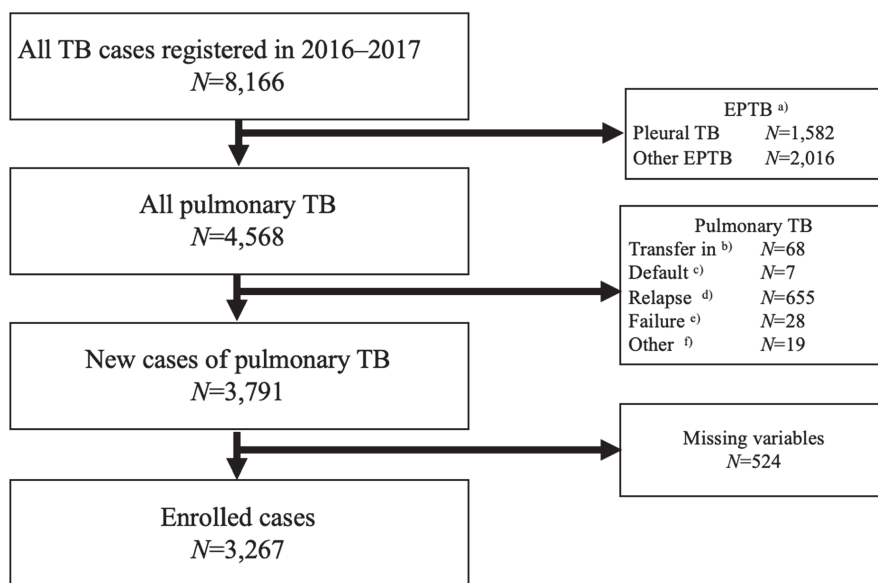 All TB cases registered in 2016–2017
N=8,166
EPTB a)
Pleural TB N=1,582
Other EPTB N=2,016
All pulmonary TB
N=4,568
Pulmonary TB
Transfer in b) N=68
Default c) N=7
Relapse d) N=655
Failure e) N=28
Other f) N=19
New cases of pulmonary TB
N=3,791
Missing variables
N=524
Enrolled cases
N=3,267